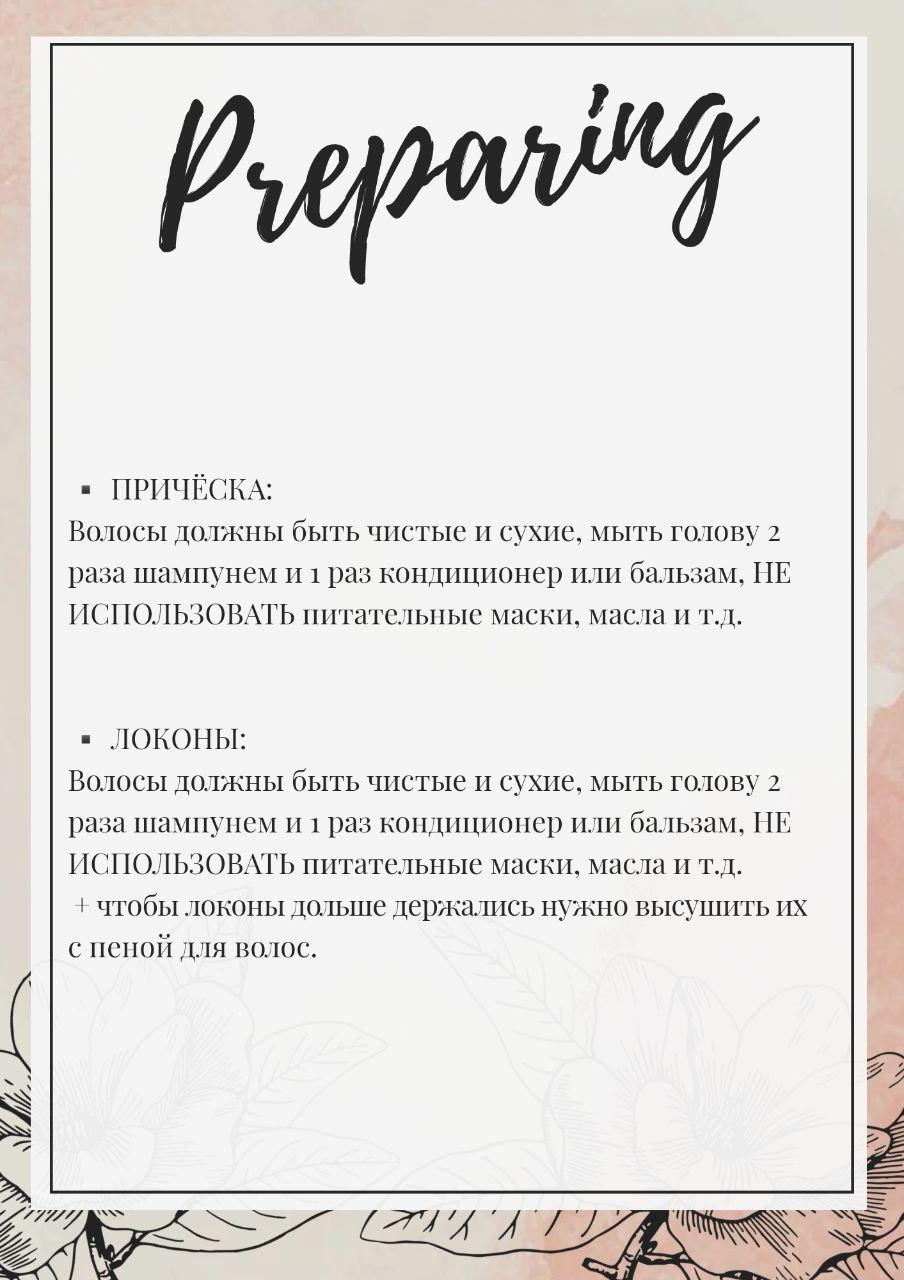 Preparing
▪ ПРИЧЁСКА:
Волосы должны быть чистые и сухие, мыть голову 2
раза шампунем и 1 раз кондиционер или бальзам, НЕ
ИСПОЛЬЗОВАТЬ питательные маски, масла и т.д.
▪ ЛОКОНЫ:
Волосы должны быть чистые и сухие, мыть голову 2
раза шампунем и 1 раз кондиционер или бальзам, НЕ
ИСПОЛЬЗОВАТЬ питательные маски, масла и т.д.
+ чтобы локоны дольше держались нужно высушить их
с пеной для волос.